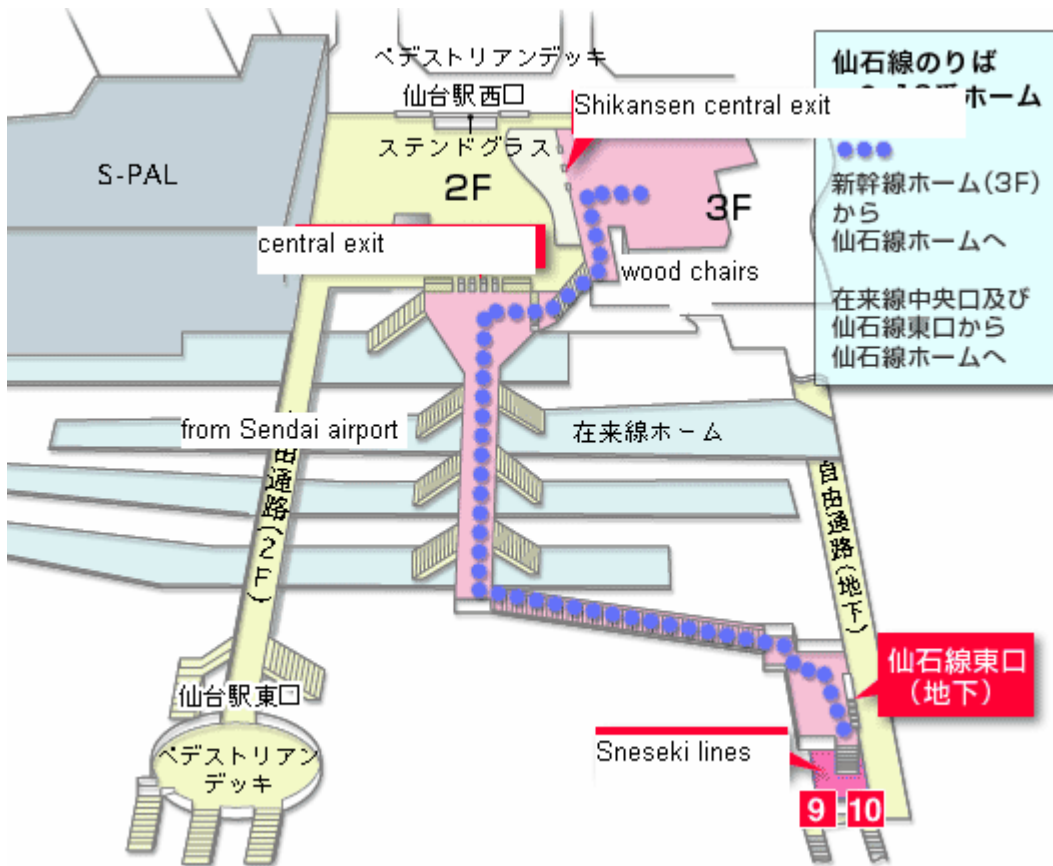 ペデストリアンデッキ
仙台駅西口
ステンドグラス
Shikansen central exit
仙石線のりば
番ホーム
新幹線ホーム(3F)
から
仙石線ホームへ
在来線中央口及び
仙石線東口から
仙石線ホームへ
S-PAL
2F
3F
central exit
wood chairs
from Sendai airport
在来線ホーム
由通路(2F)
自由通路(地下)
仙石線東口
(地下)
仙台駅東口
ペデストリアン
デッキ
Sneseki lines
9 10